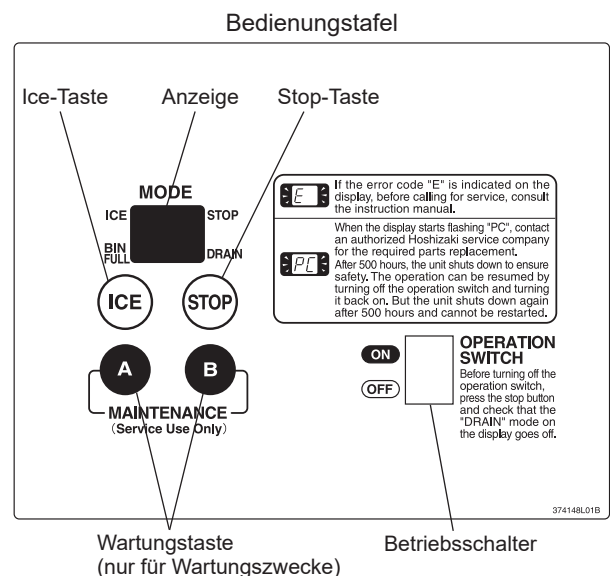 Bedienungstafel
Ice-Taste
Anzeige
Stop-Taste
MODE
ICE
STOP
BIN
FULL
DRAIN
ICE
STOP
A
B
MAINTENANCE
(Service Use Only)
E
If the error code "E" is indicated on the
display, before calling for service, consult
the instruction manual.
PC
When the display starts flashing "PC", contact
an authorized Hoshizaki service company
for the required parts replacement.
After 500 hours, the unit shuts down to ensure
safety. The operation can be resumed by
turning off the operation switch and turning
it back on. But the unit shuts down again
after 500 hours and cannot be restarted.
ON
OFF
OPERATION
SWITCH
Before turning off the
operation switch,
press the stop button
and check that the
"DRAIN" mode on
the display goes off.
374148L01B
Wartungstaste
(nur für Wartungszwecke)
Betriebsschalter